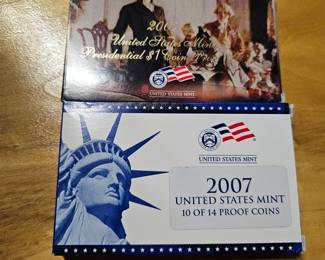 United States Mint
Presidential $1 Coin
UNITED STATES MINT
UNITED STATES MINT
2007
UNITED STATES MINT
10 OF 14 PROOF COINS